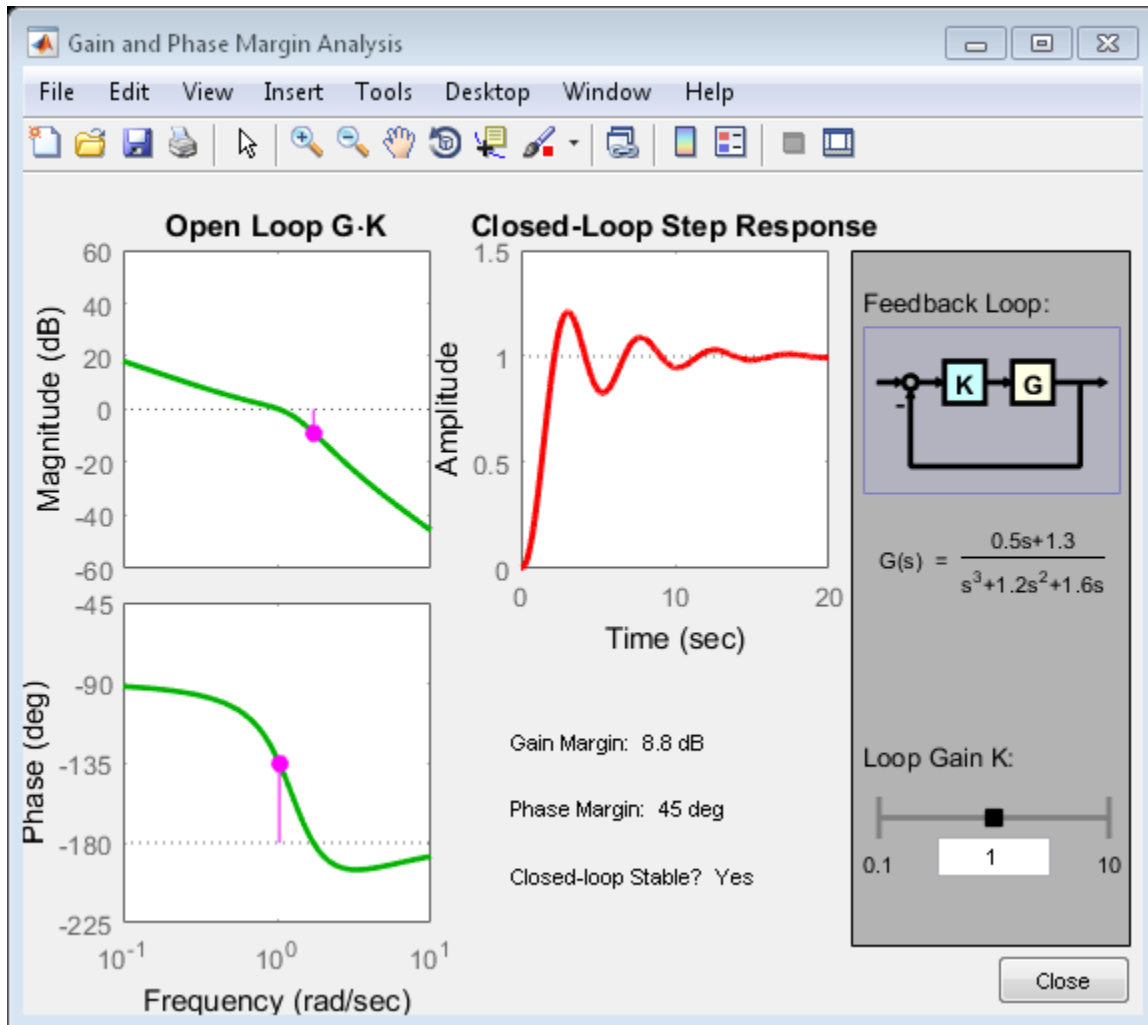 Gain and Phase Margin Analysis
File Edit View Insert Tools Desktop Window Help
Open Loop G·K
Magnitude (dB)
60
40
20
0
-20
-40
-60
Phase (deg)
-45
-90
-135
-180
-225
10^-1 10^0 10^1
Frequency (rad/sec)
Closed-Loop Step Response
Amplitude
1.5
1
0.5
0
0 10 20
Time (sec)
Gain Margin: 8.8 dB
Phase Margin: 45 deg
Closed-loop Stable? Yes
Feedback Loop:
- K G
0.5s+1.3
G(s) =
s^3+1.2s^2+1.6s
Loop Gain K:
0.1 1 10
Close